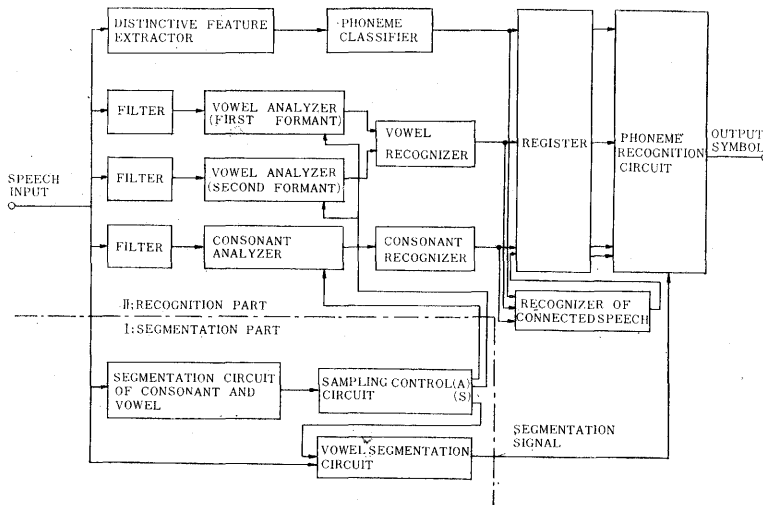 DISTINCTIVE FEATURE
EXTRACTOR
PHONEME
CLASSIFIER
FILTER
VOWEL ANALYZER
(FIRST FORMANT)
VOWEL
RECOGNIZER
REGISTER
PHONEME
RECOGNITION
CIRCUIT
OUTPUT
SYMBOL
SPEECH
INPUT
FILTER
VOWEL ANALYZER
(SECOND FORMANT)
FILTER
CONSONANT
ANALYZER
CONSONANT
RECOGNIZER
RECOGNIZER OF
CONNECTED SPEECH
II:RECOGNITION PART
I:SEGMENTATION PART
SEGMENTATION CIRCUIT
OF CONSONANT AND
VOWEL
SAMPLING CONTROL(A)
CIRCUIT (S)
VOWEL SEGMENTATION
CIRCUIT
SEGMENTATION
SIGNAL